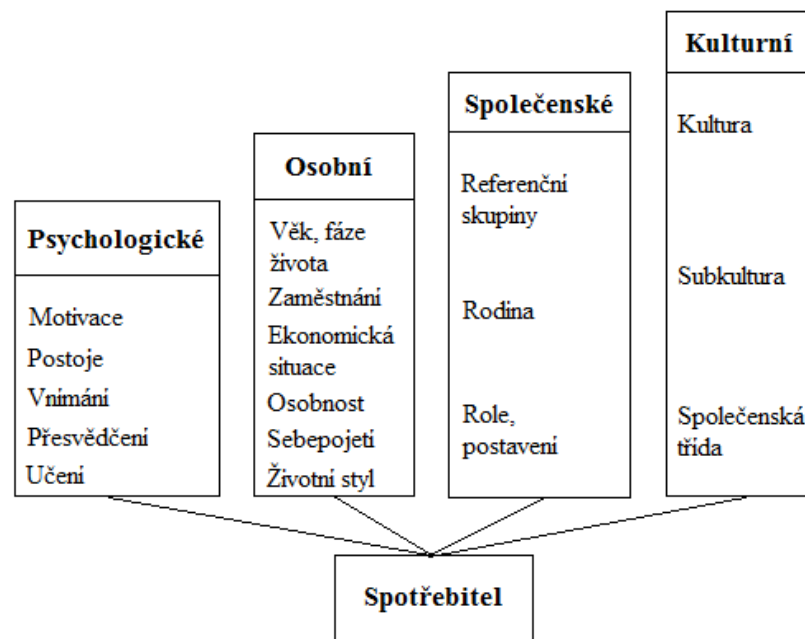 Psychologické
Motivace
Postoje
Vnímání
Přesvědčení
Učení
Osobní
Věk, fáze
života
Zaměstnání
Ekonomická
situace
Osobnost
Sebepojetí
Životní styl
Společenské
Referenční
skupiny
Rodina
Role,
postavení
Kulturní
Kultura
Subkultura
Společenská
třída
Spotřebitel